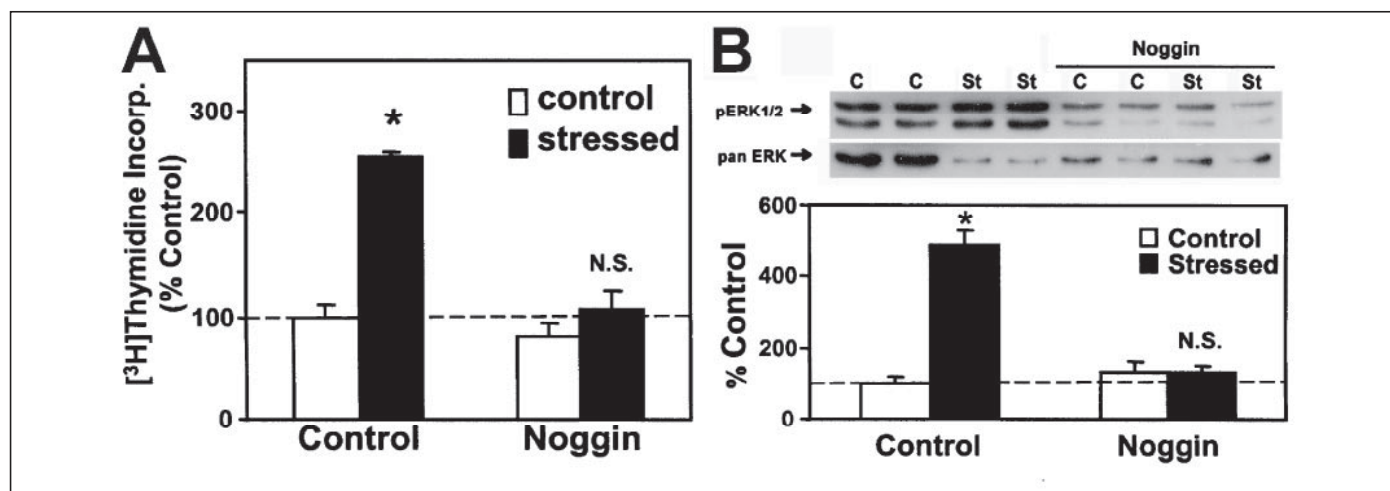 A
[³H]Thymidine Incorp.
(% Control)
300
200
100
0
control
stressed
*
N.S.
Control
Noggin
B
Noggin
C C St St C C St St
pERK1/2
pan ERK
% Control
600
400
200
0
Control
Stressed
*
N.S.
Control
Noggin